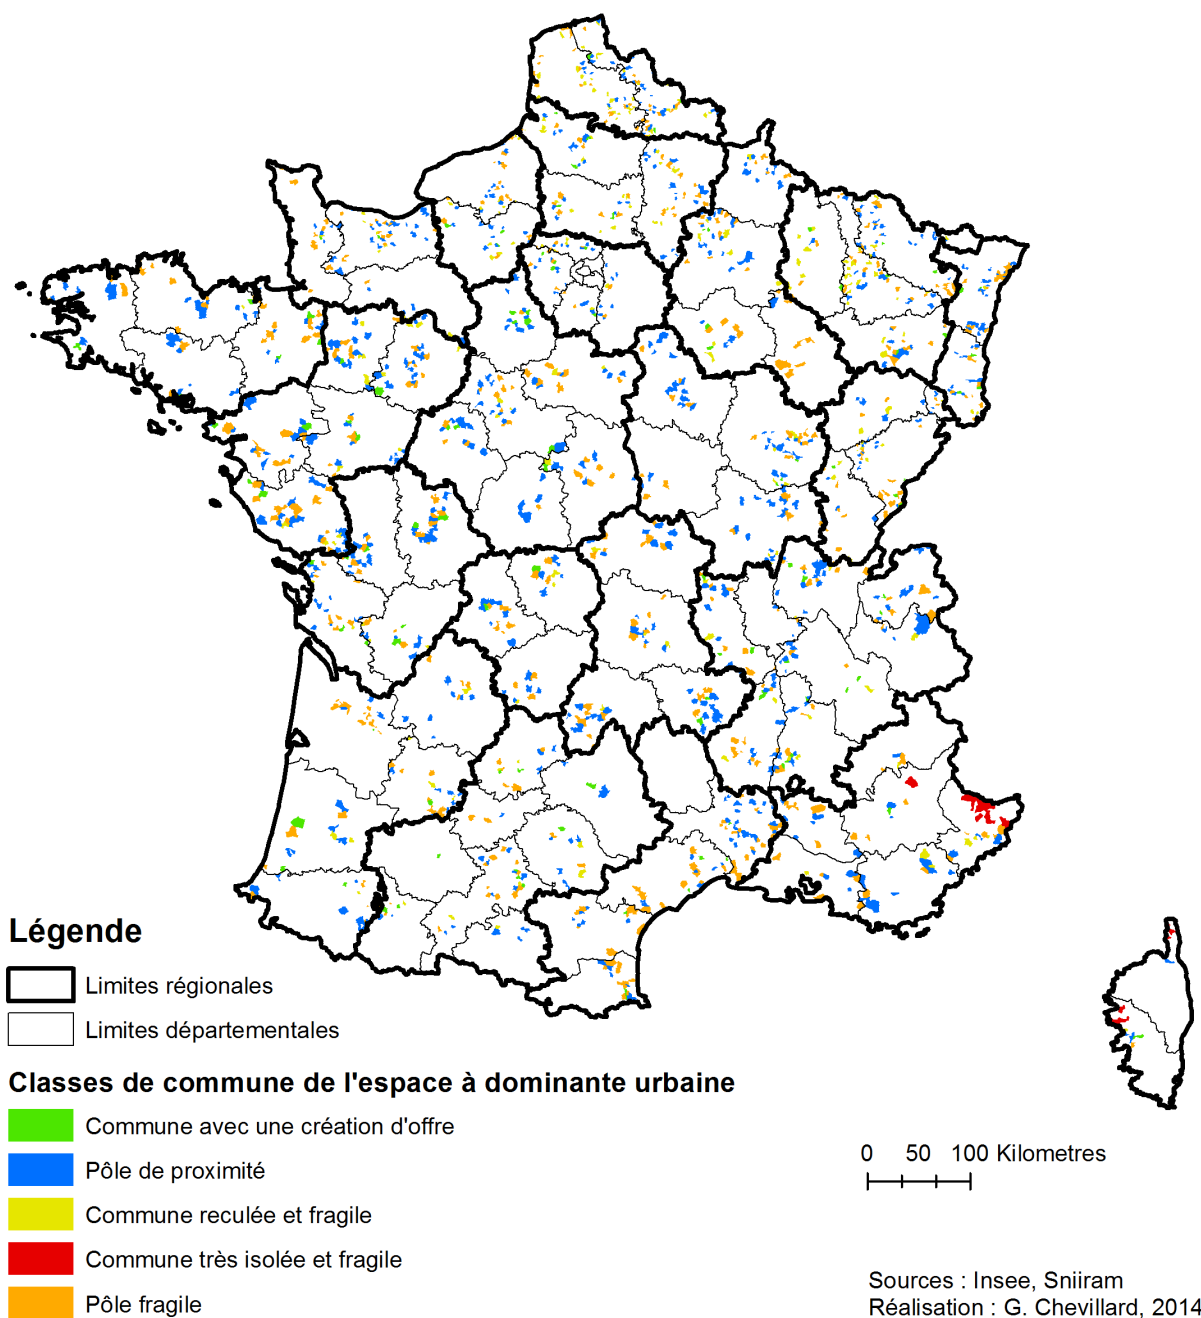 Légende
Limites régionales
Limites départementales
Classes de commune de l'espace à dominante urbaine
Commune avec une création d'offre
Pôle de proximité
Commune reculée et fragile
Commune très isolée et fragile
Pôle fragile
0 50 100 Kilometres
Sources : Insee, Sniiram
Réalisation : G. Chevillard, 2014